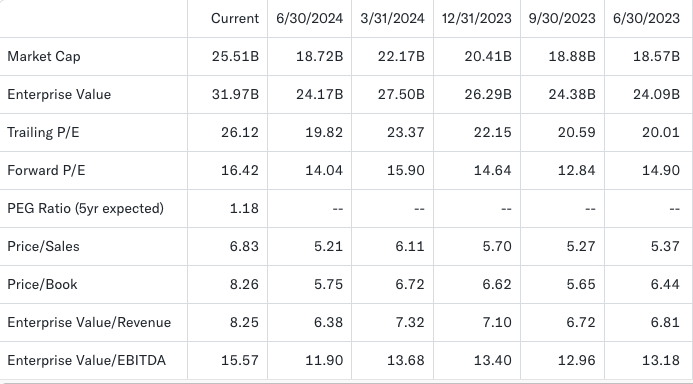 Current 6/30/2024 3/31/2024 12/31/2023 9/30/2023 6/30/2023
Market Cap 25.51B 18.72B 22.17B 20.41B 18.88B 18.57B
Enterprise Value 31.97B 24.17B 27.50B 26.29B 24.38B 24.09B
Trailing P/E 26.12 19.82 23.37 22.15 20.59 20.01
Forward P/E 16.42 14.04 15.90 14.64 12.84 14.90
PEG Ratio (5yr expected) 1.18 -- -- -- -- --
Price/Sales 6.83 5.21 6.11 5.70 5.27 5.37
Price/Book 8.26 5.75 6.72 6.62 5.65 6.44
Enterprise Value/Revenue 8.25 6.38 7.32 7.10 6.72 6.81
Enterprise Value/EBITDA 15.57 11.90 13.68 13.40 12.96 13.18